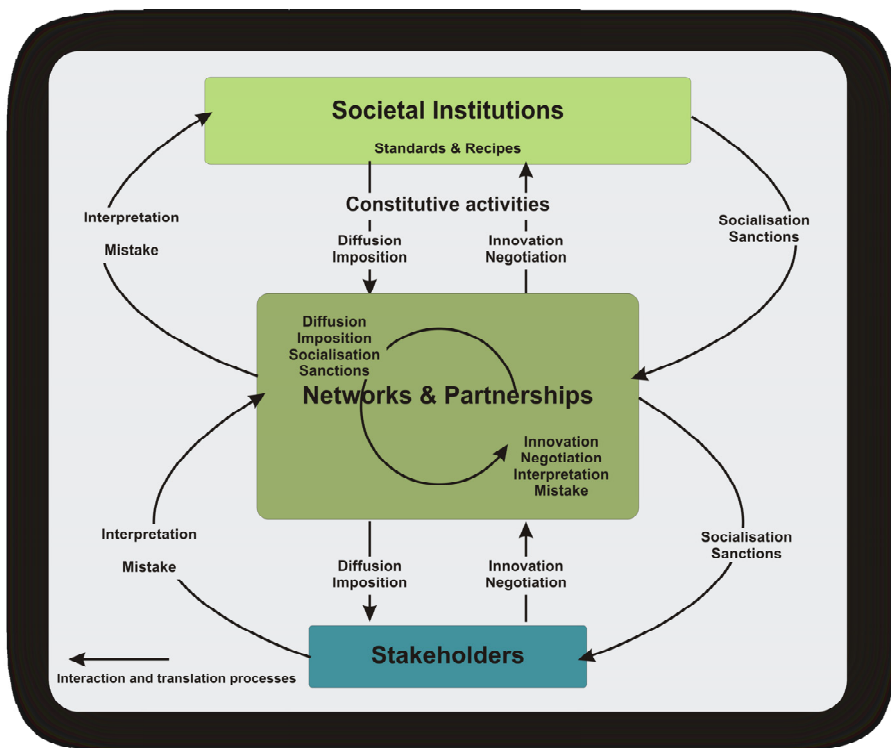 Societal Institutions
Standards & Recipes
Constitutive activities
Interpretation
Mistake
Diffusion
Imposition
Innovation
Negotiation
Socialisation
Sanctions
Diffusion
Imposition
Socialisation
Sanctions
Networks & Partnerships
Innovation
Negotiation
Interpretation
Mistake
Interpretation
Mistake
Diffusion
Imposition
Innovation
Negotiation
Socialisation
Sanctions
Stakeholders
Interaction and translation processes